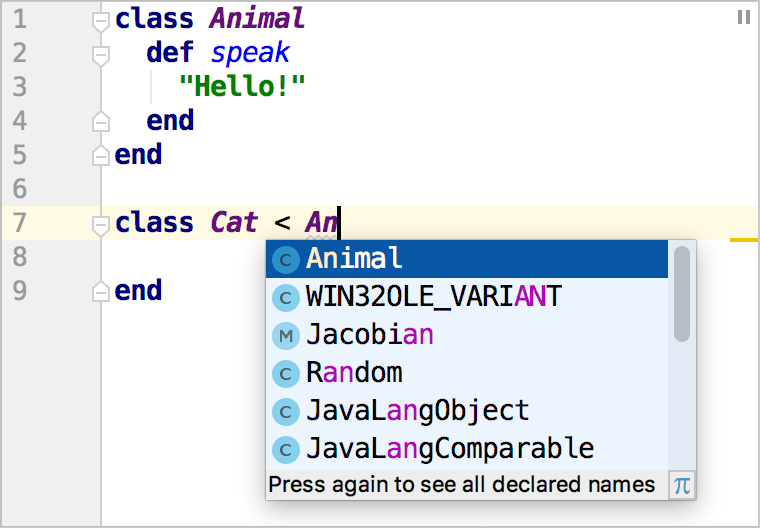 1 class Animal
2 def speak
3 "Hello!"
4 end
5 end
6
7 class Cat < An
8
9 end
C Animal
C WIN32OLE_VARIANT
M Jacobian
C Random
C JavaLangObject
C JavaLangComparable
Press again to see all declared names π